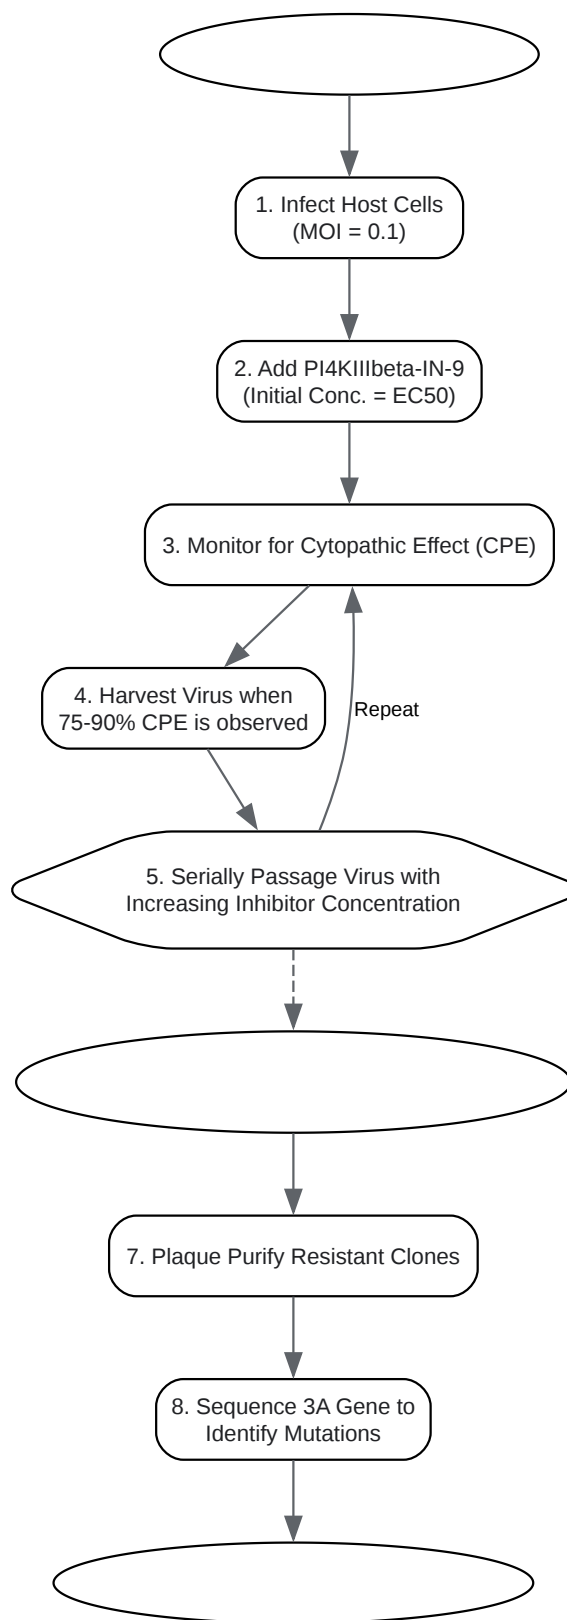 1. Infect Host Cells
(MOI = 0.1)
2. Add PI4KIIIbeta-IN-9
(Initial Conc. = EC50)
3. Monitor for Cytopathic Effect (CPE)
4. Harvest Virus when
75-90% CPE is observed
Repeat
5. Serially Passage Virus with
Increasing Inhibitor Concentration
7. Plaque Purify Resistant Clones
8. Sequence 3A Gene to
Identify Mutations